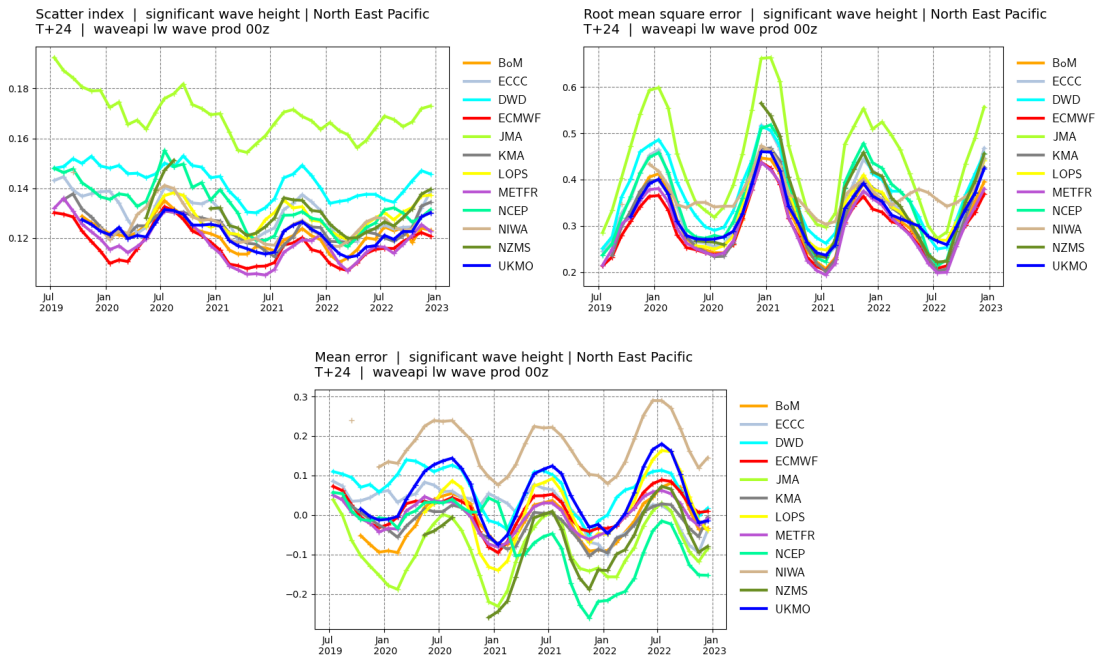 Scatter index | significant wave height | North East Pacific
T+24 | waveapi lw wave prod 00z
0.18
0.16
0.14
0.12
Jul 2019
Jan 2020
Jul 2020
Jan 2021
Jul 2021
Jan 2022
Jul 2022
Jan 2023
BoM
ECCC
DWD
ECMWF
JMA
KMA
LOPS
METFR
NCEP
NIWA
NZMS
UKMO
Root mean square error | significant wave height | North East Pacific
T+24 | waveapi lw wave prod 00z
0.6
0.5
0.4
0.3
0.2
Jul 2019
Jan 2020
Jul 2020
Jan 2021
Jul 2021
Jan 2022
Jul 2022
Jan 2023
BoM
ECCC
DWD
ECMWF
JMA
KMA
LOPS
METFR
NCEP
NIWA
NZMS
UKMO
Mean error | significant wave height | North East Pacific
T+24 | waveapi lw wave prod 00z
0.3
0.2
0.1
0.0
−0.1
−0.2
Jul 2019
Jan 2020
Jul 2020
Jan 2021
Jul 2021
Jan 2022
Jul 2022
Jan 2023
BoM
ECCC
DWD
ECMWF
JMA
KMA
LOPS
METFR
NCEP
NIWA
NZMS
UKMO